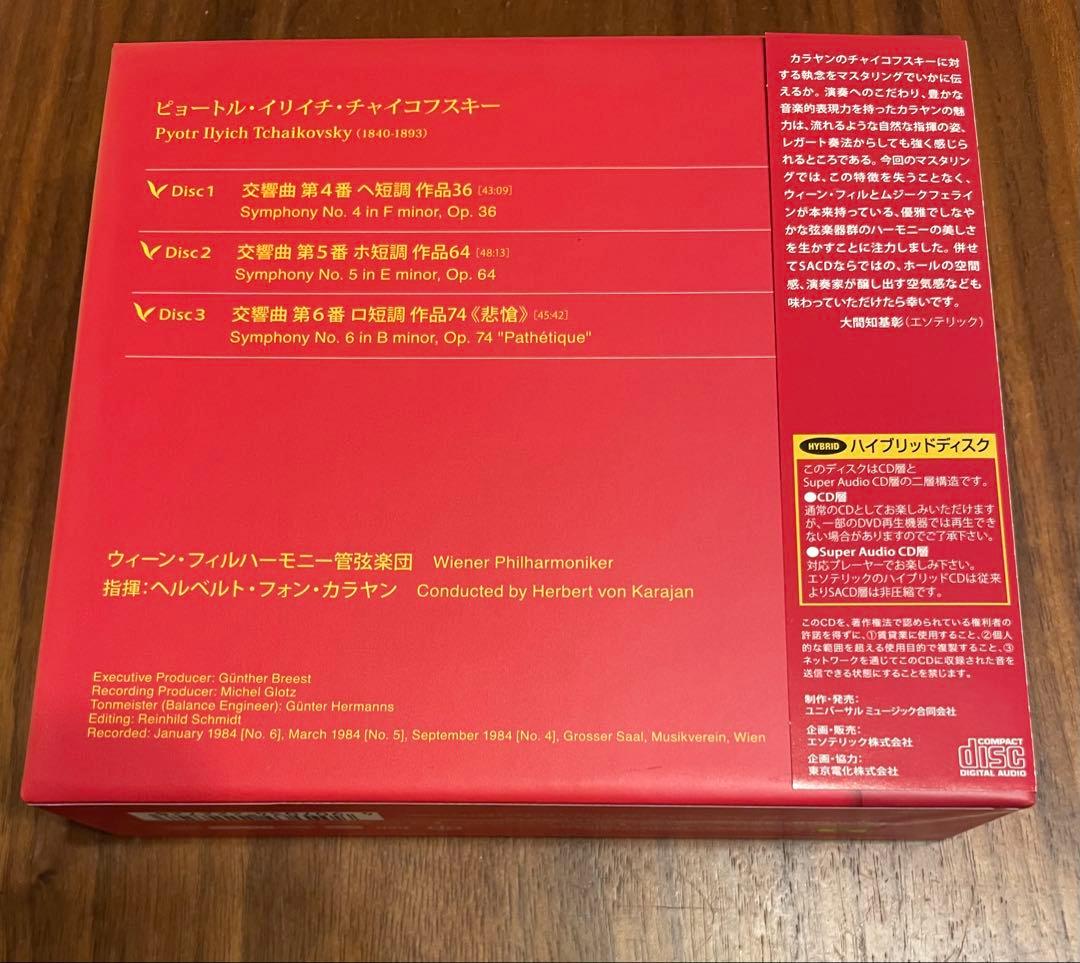 ピョートル・イリイチ・チャイコフスキー
Pyotr Ilyich Tchaikovsky (1840-1893)
Disc 1 交響曲 第4番 ヘ短調 作品36 [43:09]
Symphony No. 4 in F minor, Op. 36
Disc 2 交響曲 第5番 ホ短調 作品64 [48:13]
Symphony No. 5 in E minor, Op. 64
Disc 3 交響曲 第6番 ロ短調 作品74《悲愴》 [45:42]
Symphony No. 6 in B minor, Op. 74 "Pathétique"
ウィーン・フィルハーモニー管弦楽団 Wiener Philharmoniker
指揮：ヘルベルト・フォン・カラヤン Conducted by Herbert von Karajan
Executive Producer: Günther Breest
Recording Producer: Michel Glotz
Tonmeister (Balance Engineer): Günter Hermanns
Editing: Reinhild Schmidt
Recorded: January 1984 [No. 6], March 1984 [No. 5], September 1984 [No. 4], Grosser Saal, Musikverein, Wien
カラヤンのチャイコフスキーに対
する執念をマスタリングでいかに伝
えるか。演奏へのこだわり、豊かな
音楽的表現力を持ったカラヤンの魅
力は、流れるような自然な指揮の姿、
レガート奏法からしても強く感じら
れるところである。今回のマスタリン
グでは、この特徴を失うことなく、
ウィーン・フィルとムジークフェライ
ンが本来持っている、優雅でしなや
かな弦楽器群のハーモニーの美しさ
を生かすことに注力しました。併せ
てSACDならではの、ホールの空間
感、演奏家が醸し出す空気感なども
味わっていただけたら幸いです。
大間知基彰（エソテリック）
HYBRID ハイブリッドディスク
このディスクはCD層と
Super Audio CD層の二層構造です。
●CD層
通常のCDとしてお楽しみいただけます
が、一部のDVD再生機器では再生でき
ない場合がありますのでご了承下さい。
●Super Audio CD層
対応プレーヤーでお楽しみ下さい。
エソテリックのハイブリッドCDは従来
よりSACD層は非圧縮です。
このCDを、著作権法で認められている権利者の
許諾を得ずに、①賃貸業に使用すること、②個人
的な範囲を超える使用目的で複製すること、③
ネットワークを通じてこのCDに収録された音を
送信できる状態にすることを禁じます。
制作・発売：
ユニバーサル ミュージック合同会社
企画・販売：
エソテリック株式会社
企画・協力：
東京電化株式会社
COMPACT
disc
DIGITAL AUDIO